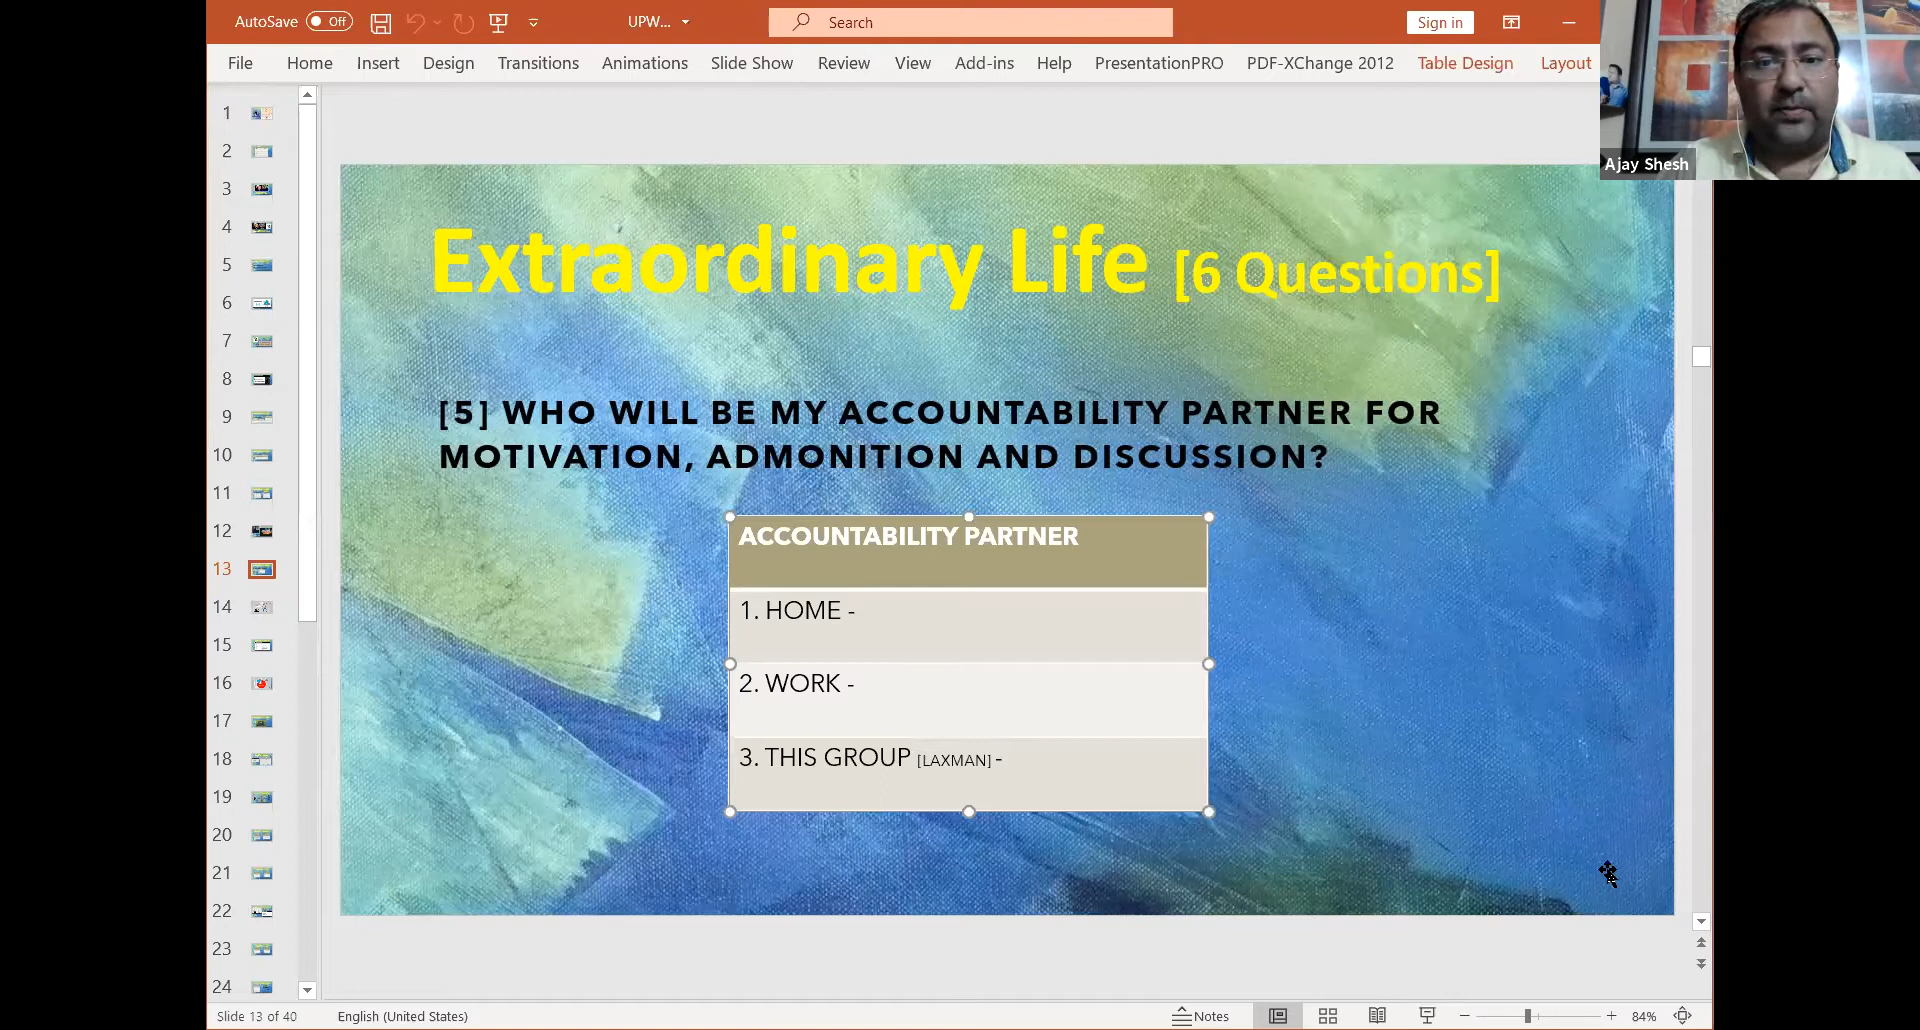 AutoSave Off UPW... Search Sign in
File Home Insert Design Transitions Animations Slide Show Review View Add-ins Help PresentationPRO PDF-XChange 2012 Table Design Layout
Ajay Shesh
1
2
3
4
5
6
7
8
9
10
11
12
13
14
15
16
17
18
19
20
21
22
23
24
Extraordinary Life [6 Questions]
[5] WHO WILL BE MY ACCOUNTABILITY PARTNER FOR
MOTIVATION, ADMONITION AND DISCUSSION?
ACCOUNTABILITY PARTNER
1. HOME -
2. WORK -
3. THIS GROUP [LAXMAN] -
Slide 13 of 40 English (United States) Notes 84%